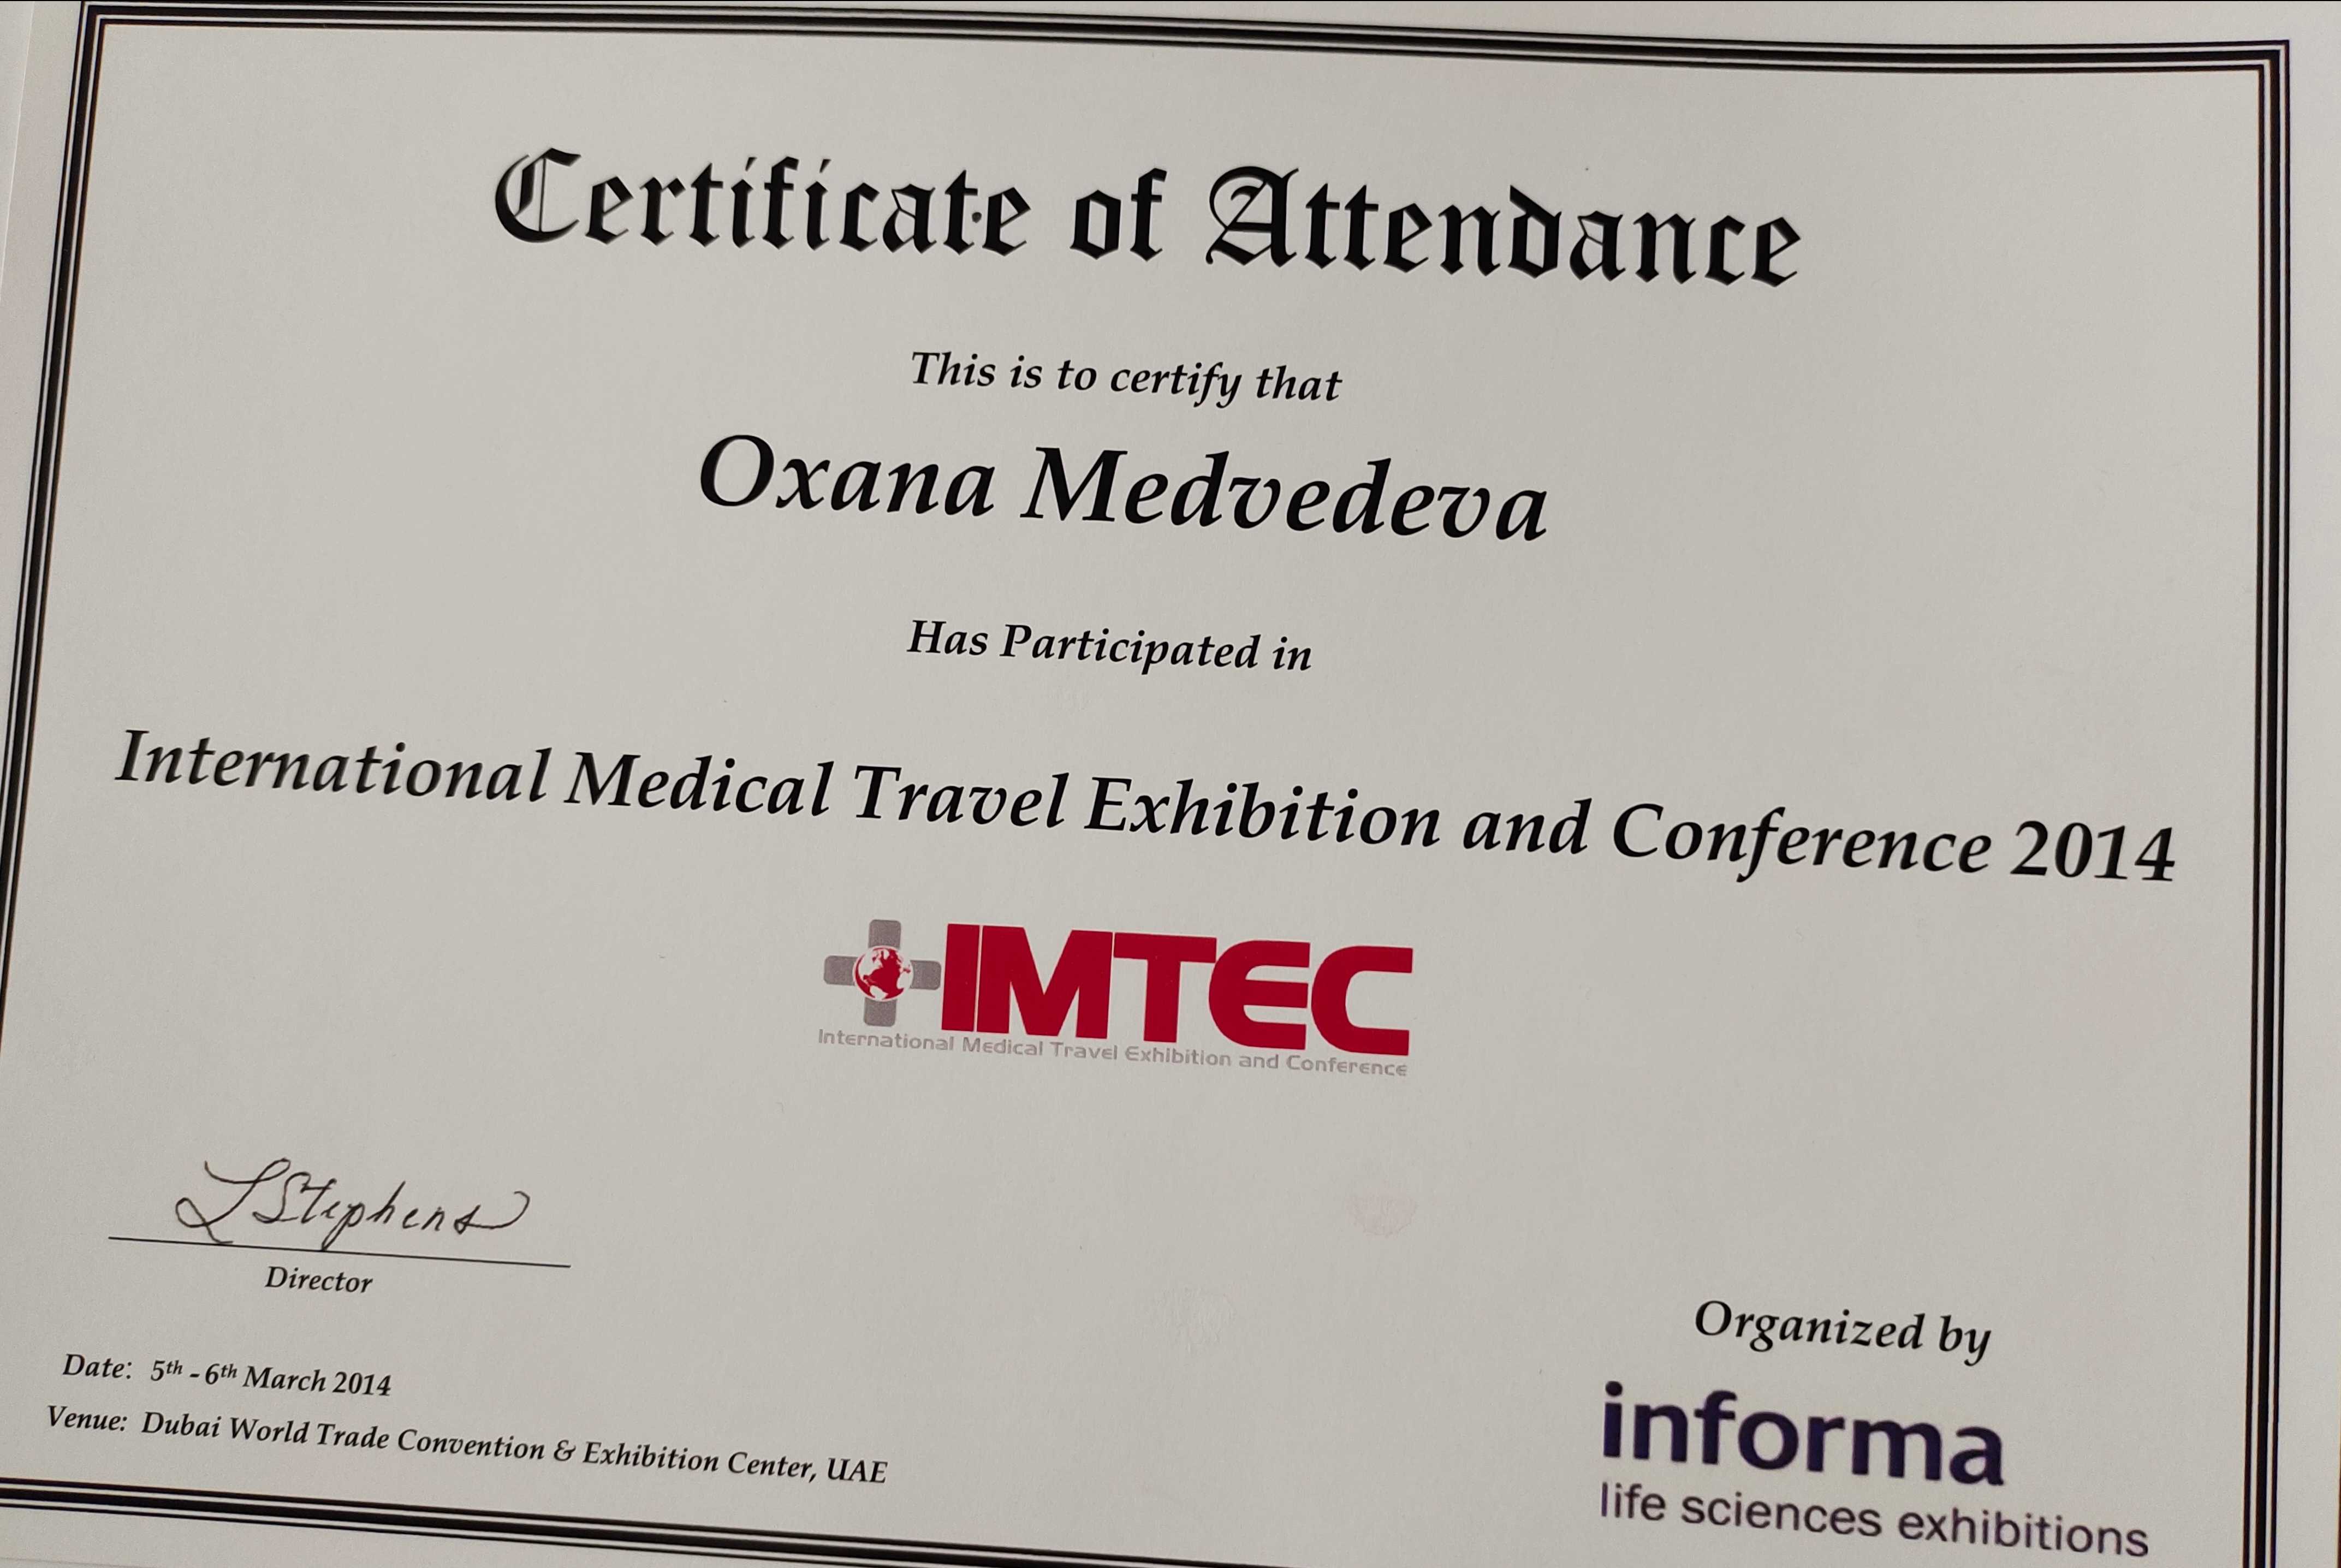 Certificate of Attendance
This is to certify that
Oxana Medvedeva
Has Participated in
International Medical Travel Exhibition and Conference 2014
IMTEC
International Medical Travel Exhibition and Conference
LStephens
Director
Date: 5th - 6th March 2014
Venue: Dubai World Trade Convention & Exhibition Center, UAE
Organized by
informa
life sciences exhibitions